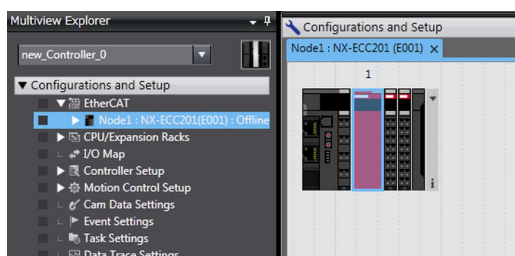 Multiview Explorer
new_Controller_0
Configurations and Setup
EtherCAT
Node1 : NX-ECC201(E001) : Offline
CPU/Expansion Racks
I/O Map
Controller Setup
Motion Control Setup
Cam Data Settings
Event Settings
Task Settings
Data Trace Settings
Configurations and Setup
Node1 : NX-ECC201 (E001) x
1
i